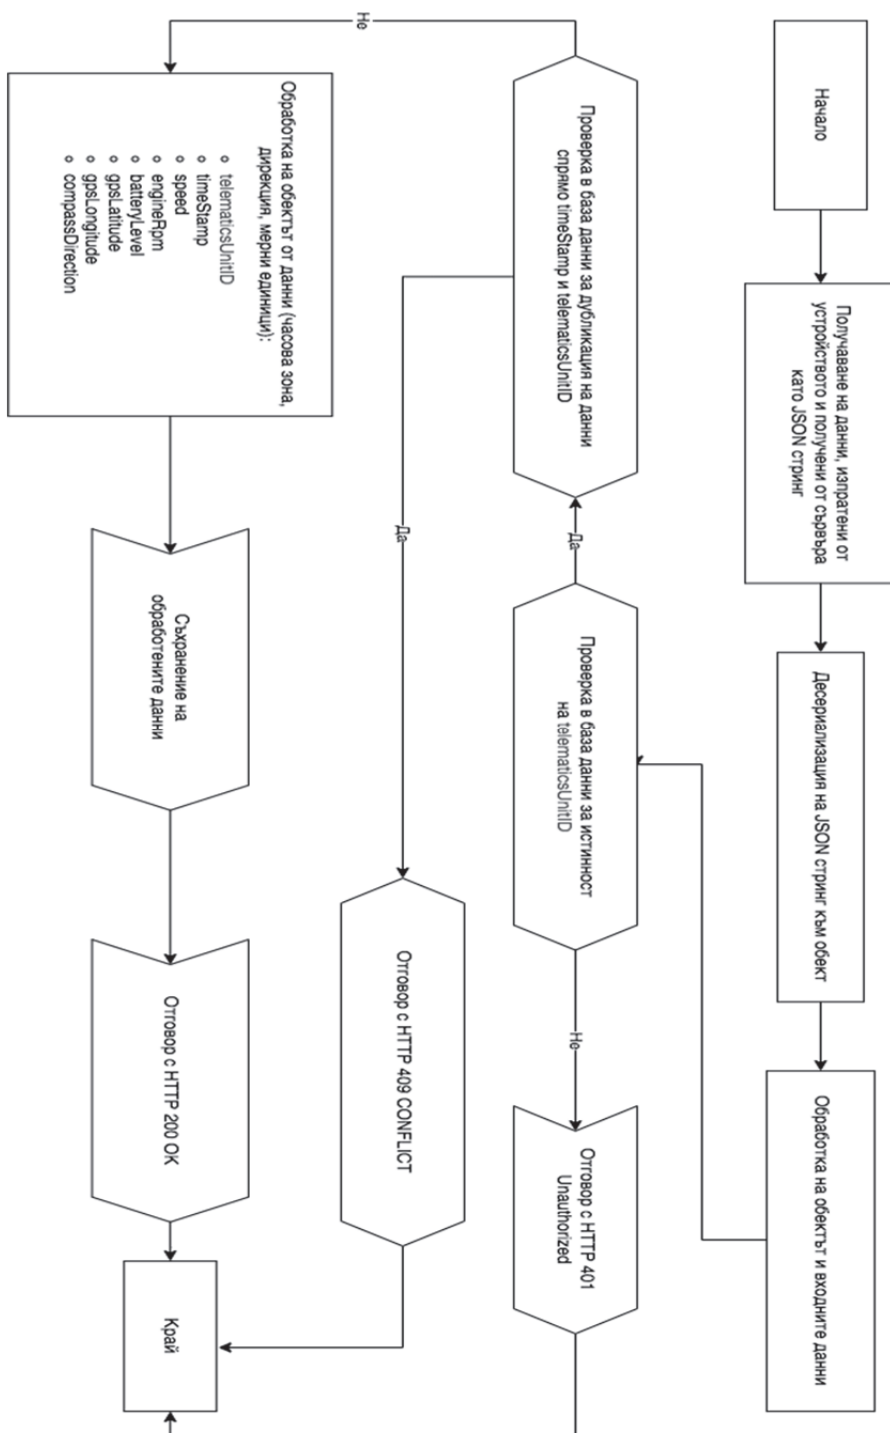 Начало
Получаване на данни, изпратени от
устройството и получени от сървъра
като JSON стринг
Десериализация на JSON стринг към обект
Обработка на обектът и входните данни
Проверка в база данни за истинност
на telematicsUnitID
Да
Не
Отговор с HTTP 401
Unauthorized
Проверка в база данни за дубликация на данни
спрямо timeStamp и telematicsUnitID
Да
Не
Отговор с HTTP 409 CONFLICT
Обработка на обектът от данни (часова зона,
дирекция, мерни единици):
telematicsUnitID
timeStamp
speed
engineRpm
batteryLevel
gpsLatitude
gpsLongitude
compassDirection
Съхранение на
обработените данни
Отговор с HTTP 200 OK
Край